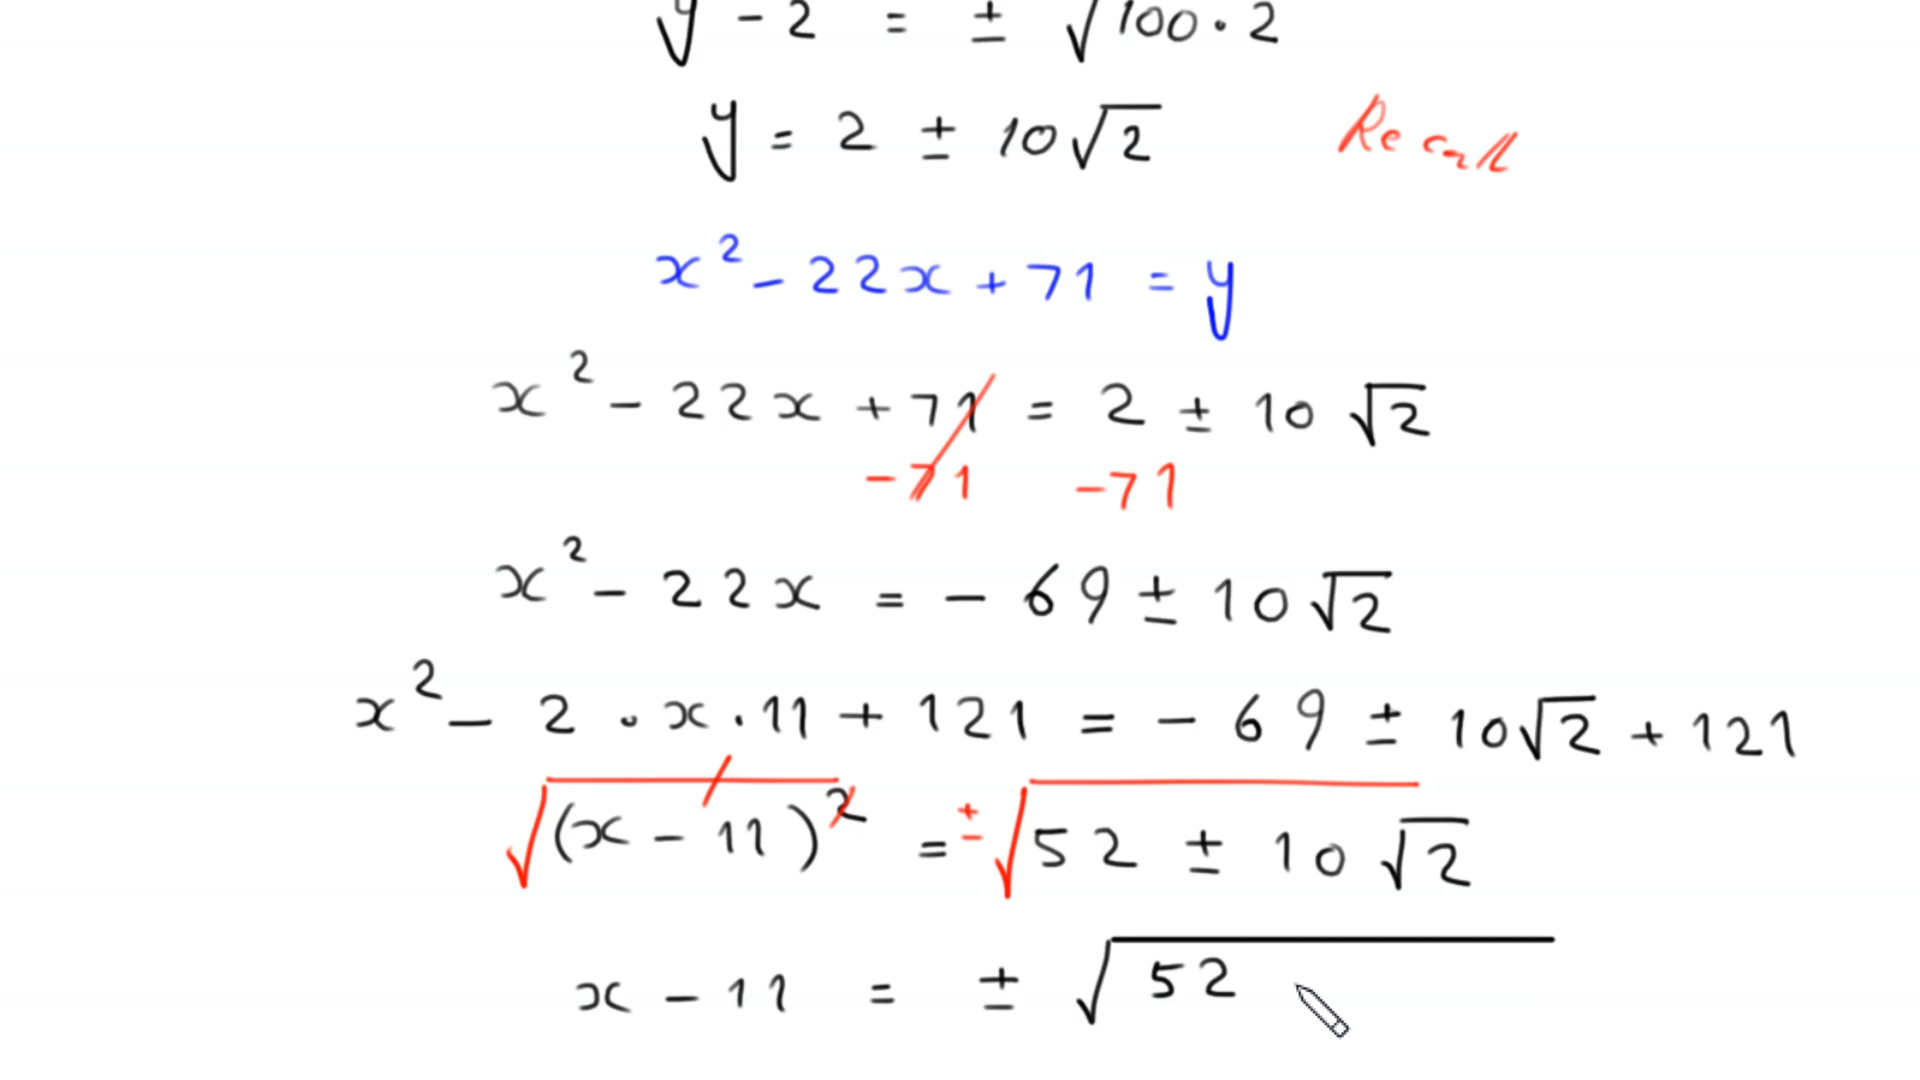 y - 2 = ± √100 · 2
y = 2 ± 10√2 Recall
x² - 22x + 71 = y
x² - 22x + 71 = 2 ± 10√2
-71 -71
x² - 22x = - 69 ± 10√2
x² - 2 · x · 11 + 121 = - 69 ± 10√2 + 121
√(x - 11)² = ± √52 ± 10√2
x - 11 = ± √52